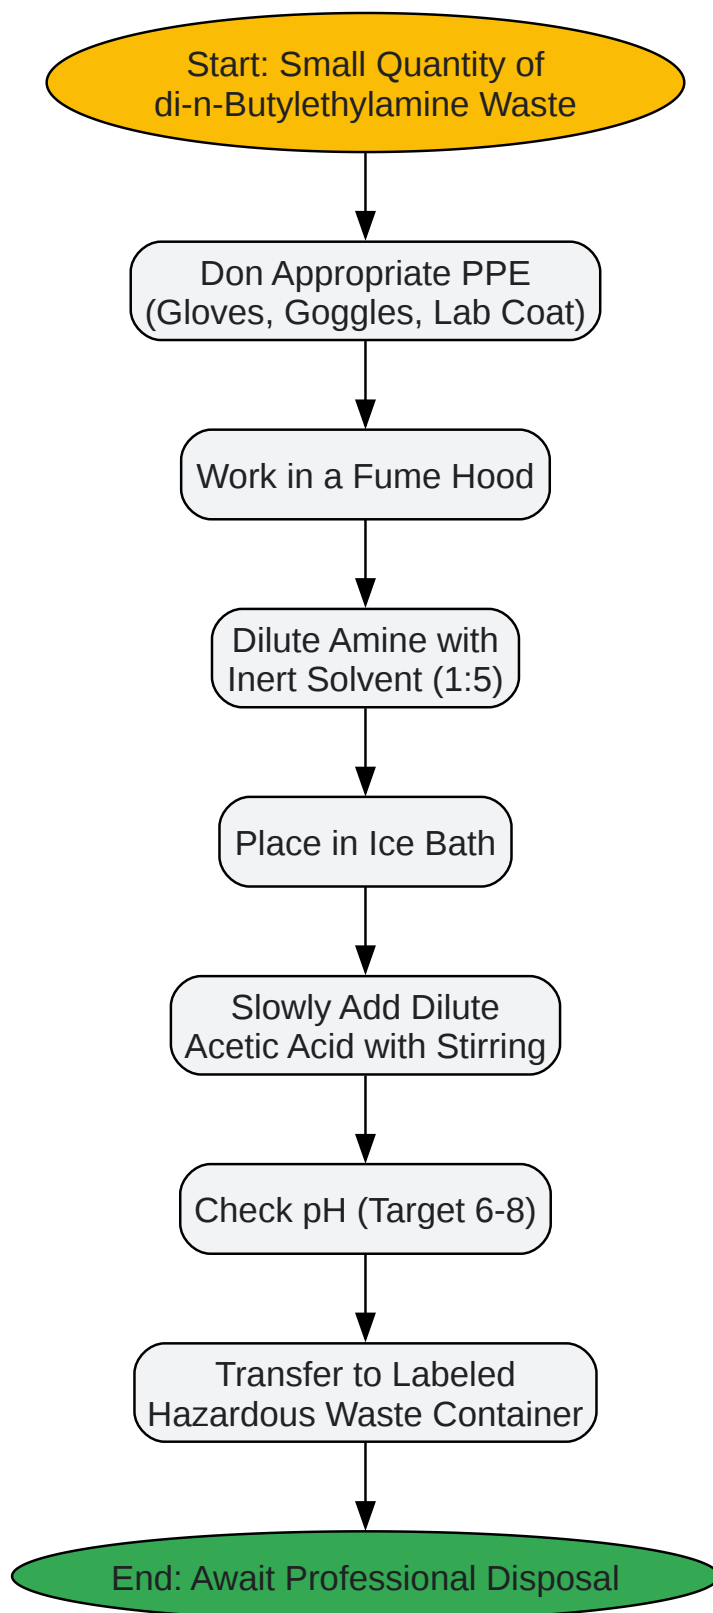 Start: Small Quantity of
di-n-Butylethylamine Waste
Don Appropriate PPE
(Gloves, Goggles, Lab Coat)
Work in a Fume Hood
Dilute Amine with
Inert Solvent (1:5)
Place in Ice Bath
Slowly Add Dilute
Acetic Acid with Stirring
Check pH (Target 6-8)
Transfer to Labeled
Hazardous Waste Container
End: Await Professional Disposal